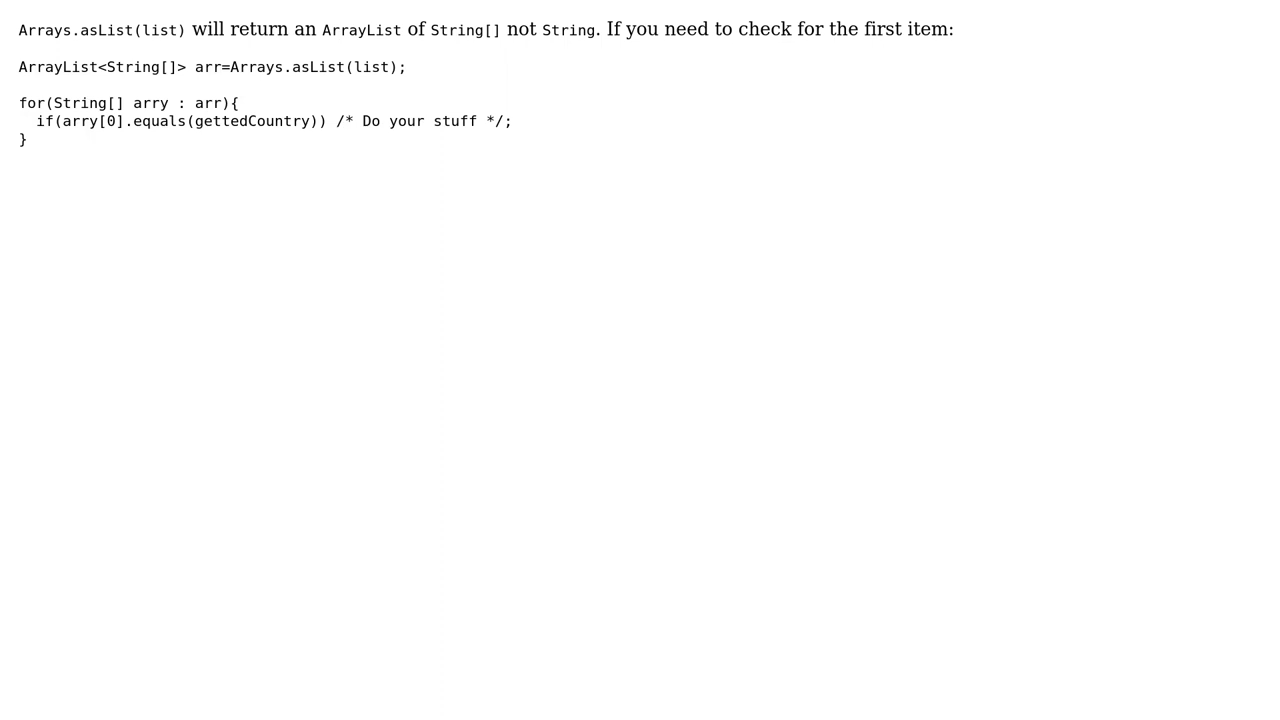 Arrays.asList(list) will return an ArrayList of String[] not String. If you need to check for the first item:
ArrayList<String[]> arr=Arrays.asList(list);
for(String[] arry : arr){
  if(arry[0].equals(gettedCountry)) /* Do your stuff */;
}